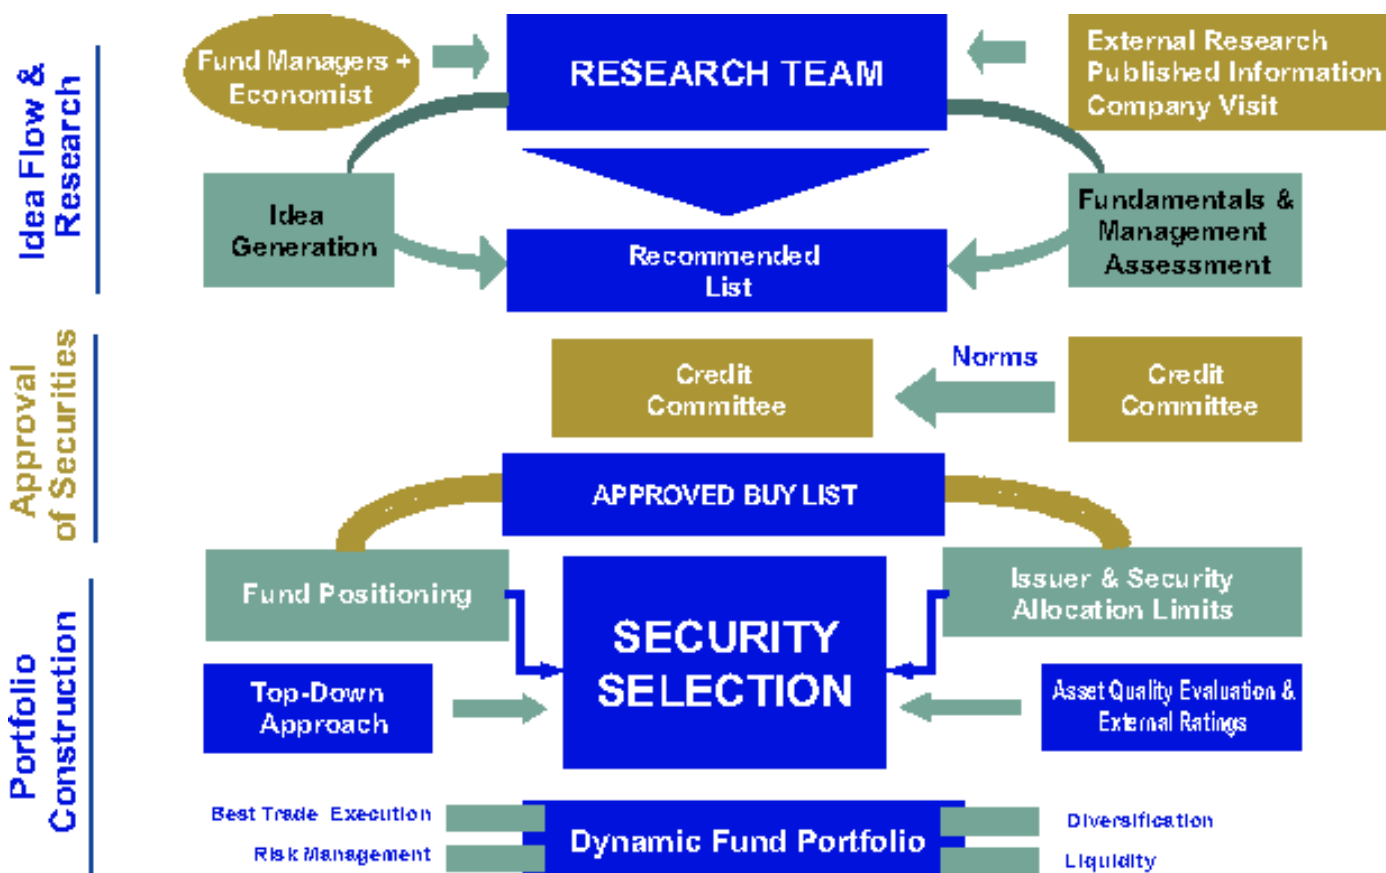 Idea Flow &
Research
Fund Managers +
Economist
RESEARCH TEAM
External Research
Published Information
Company Visit
Idea
Generation
Recommended
List
Fundamentals &
Management
Assessment
Approval
of Securities
Credit
Committee
Norms
Credit
Committee
APPROVED BUY LIST
Portfolio
Construction
Fund Positioning
SECURITY
SELECTION
Issuer & Security
Allocation Limits
Top-Down
Approach
Asset Quality Evaluation &
External Ratings
Best Trade Execution
Risk Management
Dynamic Fund Portfolio
Diversification
Liquidity